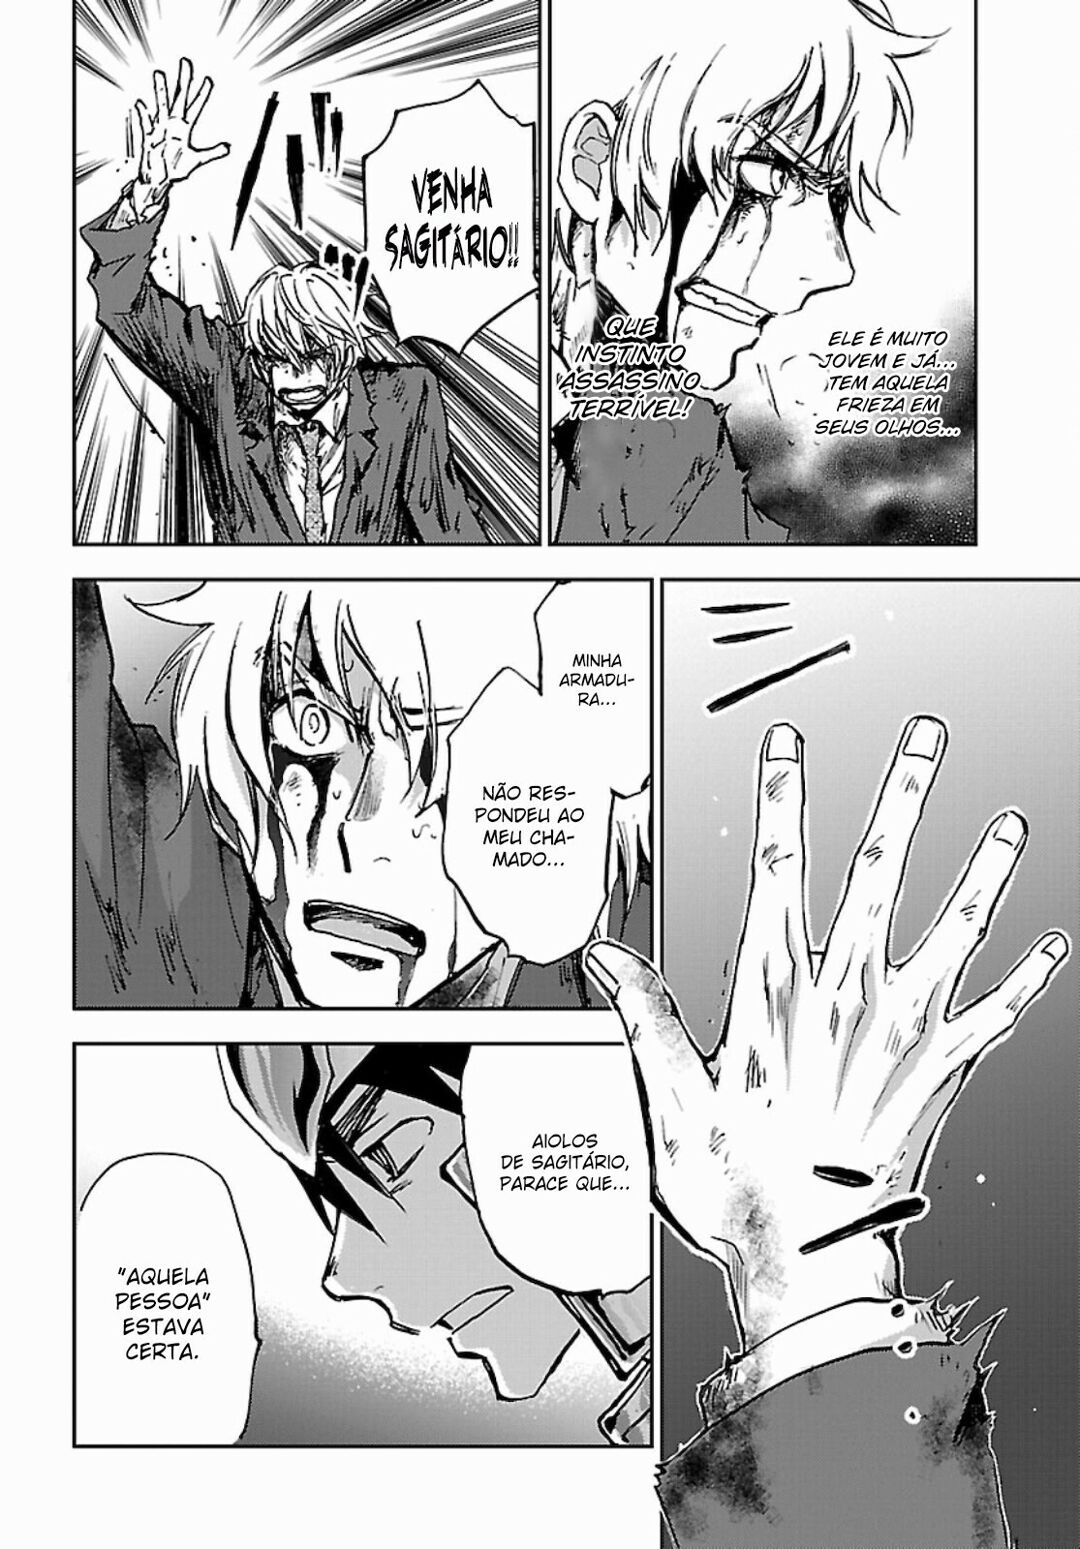 QUE
INSTINTO
ASSASSINO
TERRÍVEL!
ELE É MUITO
JOVEM E JÁ...
TEM AQUELA
FRIEZA EM
SEUS OLHOS...
VENHA
SAGITÁRIO!!
MINHA
ARMADU-
RA...
NÃO RES-
PONDEU AO
MEU CHA-
MADO...
AIOLOS
DE SAGITÁRIO,
PARACE QUE...
"AQUELA
PESSOA"
ESTAVA
CERTA.